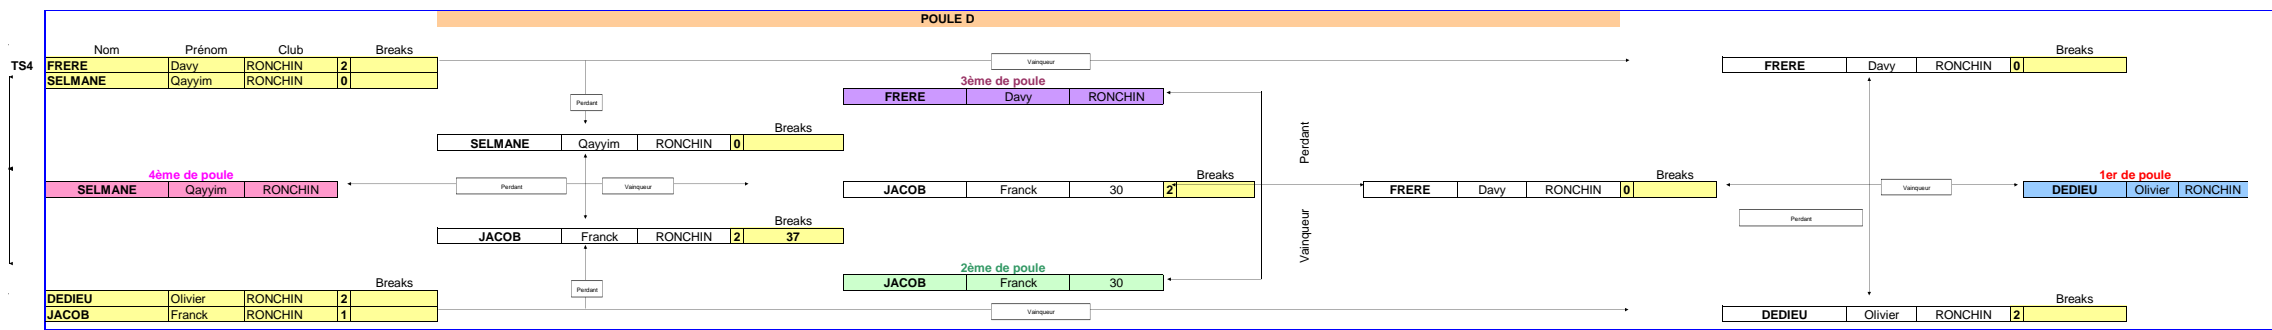 POULE D
Nom Prénom Club Breaks Breaks
TS4 FRERE Davy RONCHIN 2 Vainqueur FRERE Davy RONCHIN 0
SELMANE Qayyim RONCHIN 0 3ème de poule
Perdant FRERE Davy RONCHIN
Breaks
SELMANE Qayyim RONCHIN 0 Perdant
4ème de poule Breaks Breaks 1er de poule
SELMANE Qayyim RONCHIN Perdant Vainqueur JACOB Franck 30 2 FRERE Davy RONCHIN 0 Vainqueur DEDIEU Olivier RONCHIN
Breaks Perdant
JACOB Franck RONCHIN 2 37 Vainqueur
2ème de poule
Breaks Perdant JACOB Franck 30
DEDIEU Olivier RONCHIN 2 Breaks
JACOB Franck RONCHIN 1 Vainqueur DEDIEU Olivier RONCHIN 2